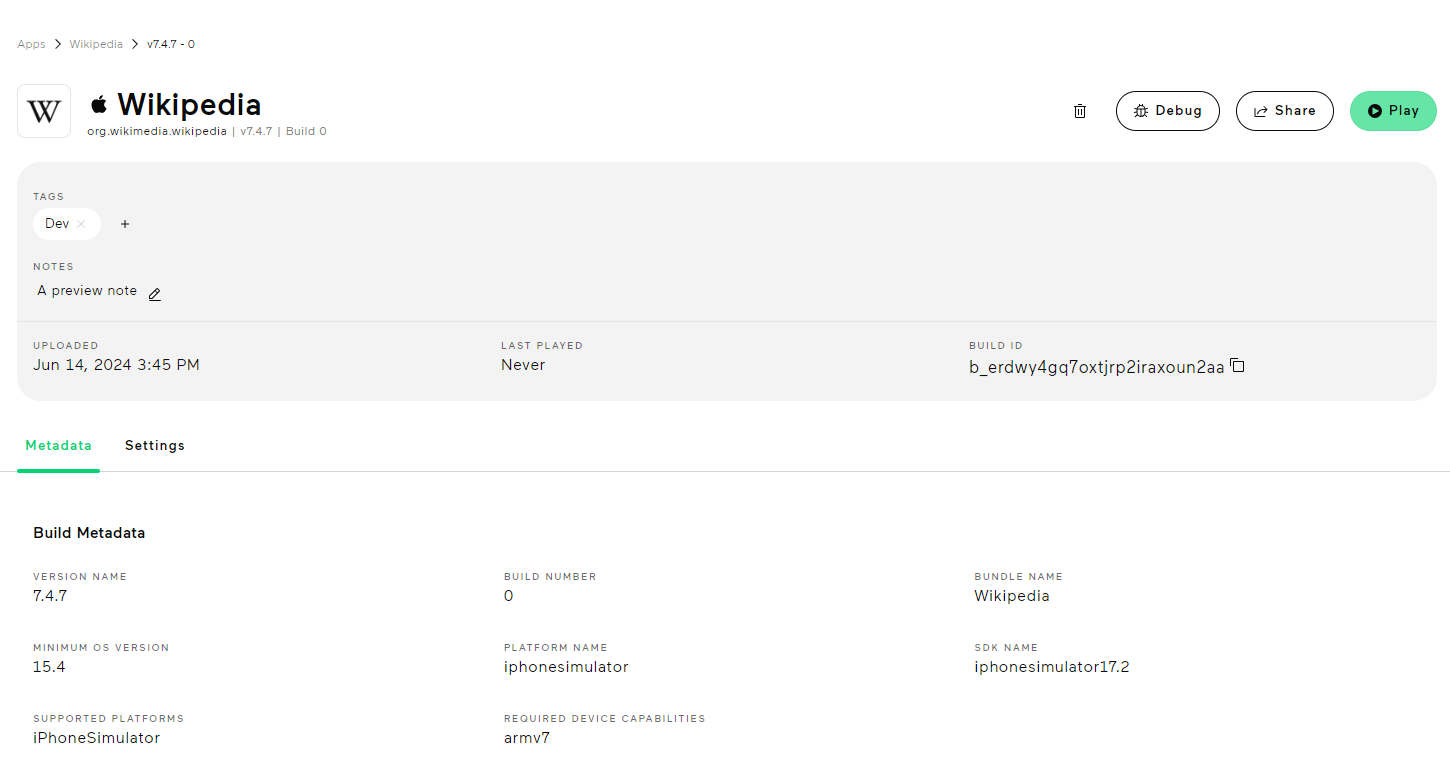 Apps > Wikipedia > v7.4.7 - 0
W
Wikipedia
org.wikimedia.wikipedia | v7.4.7 | Build 0
Debug
Share
Play
TAGS
Dev ×
+
NOTES
A preview note
UPLOADED
LAST PLAYED
BUILD ID
Jun 14, 2024 3:45 PM
Never
b_erdwy4gq7oxtjrp2iraxoun2aa
Metadata
Settings
Build Metadata
VERSION NAME
BUILD NUMBER
BUNDLE NAME
7.4.7
0
Wikipedia
MINIMUM OS VERSION
PLATFORM NAME
SDK NAME
15.4
iphonesimulator
iphonesimulator17.2
SUPPORTED PLATFORMS
REQUIRED DEVICE CAPABILITIES
iPhoneSimulator
armv7